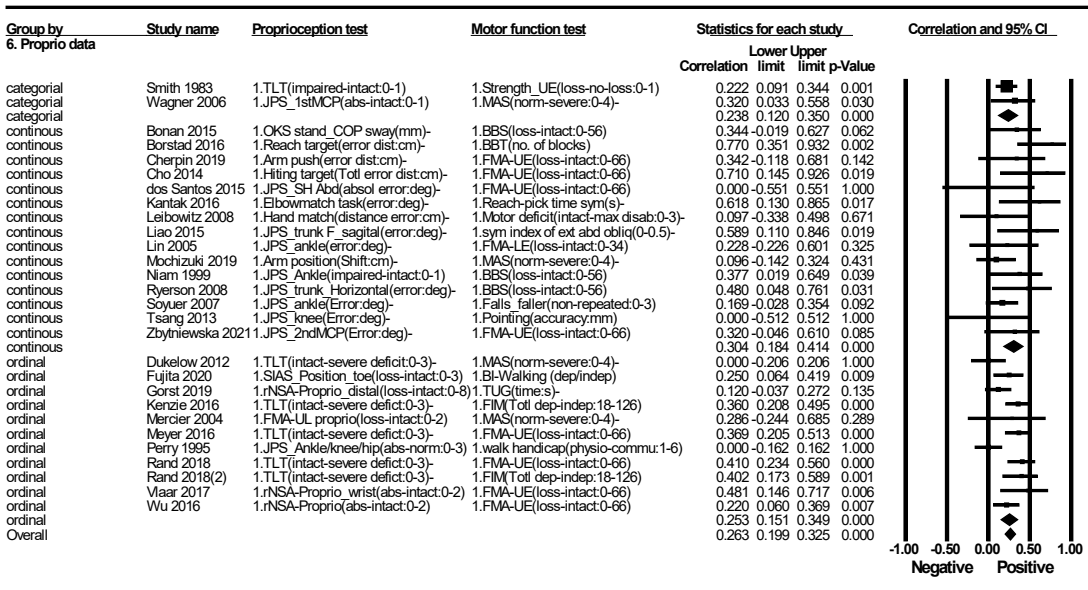 Group by Study name Proprioception test Motor function test Statistics for each study Correlation and 95% CI
6. Proprio data
Lower Upper
Correlation limit limit p-Value
categorial Smith 1983 1.TLT(impaired-intact:0-1) 1.Strength_UE(loss-no-loss:0-1) 0.222 0.091 0.344 0.001
categorial Wagner 2006 1.JPS_1stMCP(abs-intact:0-1) 1.MAS(norm-severe:0-4)- 0.320 0.033 0.558 0.030
categorial 0.238 0.120 0.350 0.000
continous Bonan 2015 1.OKS stand_COP sway(mm)- 1.BBS(loss-intact:0-56) 0.344 -0.019 0.627 0.062
continous Borstad 2016 1.Reach target(error dist:cm)- 1.BBT(no. of blocks) 0.770 0.351 0.932 0.002
continous Cherpin 2019 1.Arm push(error dist:cm)- 1.FMA-UE(loss-intact:0-66) 0.342 -0.118 0.681 0.142
continous Cho 2014 1.Hiting target(Totl error dist:cm)- 1.FMA-UE(loss-intact:0-66) 0.710 0.145 0.926 0.019
continous dos Santos 2015 1.JPS_SH Abd(absol error:deg)- 1.FMA-UE(loss-intact:0-66) 0.000 -0.551 0.551 1.000
continous Kantak 2016 1.Elbowmatch task(error:deg)- 1.Reach-pick time sym(s)- 0.618 0.130 0.865 0.017
continous Leibowitz 2008 1.Hand match(distance error:cm)- 1.Motor deficit(intact-max disab:0-3)- 0.097 -0.338 0.498 0.671
continous Liao 2015 1.JPS_trunk F_sagital(error:deg)- 1.sym index of ext abd obliq(0-0.5)- 0.589 0.110 0.846 0.019
continous Lin 2005 1.JPS_ankle(error:deg)- 1.FMA-LE(loss-intact:0-34) 0.228 -0.226 0.601 0.325
continous Mochizuki 2019 1.Arm position(Shift:cm)- 1.MAS(norm-severe:0-4)- 0.096 -0.142 0.324 0.431
continous Niam 1999 1.JPS_Ankle(impaired-intact:0-1) 1.BBS(loss-intact:0-56) 0.377 0.019 0.649 0.039
continous Ryerson 2008 1.JPS_trunk_Horizontal(error:deg)- 1.BBS(loss-intact:0-56) 0.480 0.048 0.761 0.031
continous Soyuer 2007 1.JPS_ankle(Error:deg)- 1.Falls_faller(non-repeated:0-3) 0.169 -0.028 0.354 0.092
continous Tsang 2013 1.JPS_knee(Error:deg)- 1.Pointing(accuracy:mm) 0.000 -0.512 0.512 1.000
continous Zbytniewska 2021 1.JPS_2ndMCP(Error:deg)- 1.FMA-UE(loss-intact:0-66) 0.320 -0.046 0.610 0.085
continous 0.304 0.184 0.414 0.000
ordinal Dukelow 2012 1.TLT(intact-severe deficit:0-3)- 1.MAS(norm-severe:0-4)- 0.000 -0.206 0.206 1.000
ordinal Fujita 2020 1.SIAS_Position_toe(loss-intact:0-3) 1.BI-Walking (dep/indep) 0.250 0.064 0.419 0.009
ordinal Gorst 2019 1.rNSA-Proprio_distal(loss-intact:0-8) 1.TUG(time:s)- 0.120 -0.037 0.272 0.135
ordinal Kenzie 2016 1.TLT(intact-severe defict:0-3)- 1.FIM(Totl dep-indep:18-126) 0.360 0.208 0.495 0.000
ordinal Mercier 2004 1.FMA-UL proprio(loss-intact:0-2) 1.MAS(norm-severe:0-4)- 0.286 -0.244 0.685 0.289
ordinal Meyer 2016 1.TLT(intact-severe deficit:0-3)- 1.FMA-UE(loss-intact:0-66) 0.369 0.205 0.513 0.000
ordinal Perry 1995 1.JPS_Ankle/knee/hip(abs-norm:0-3) 1.walk handicap(physio-commu:1-6) 0.000 -0.162 0.162 1.000
ordinal Rand 2018 1.TLT(intact-severe deficit:0-3)- 1.FMA-UE(loss-intact:0-66) 0.410 0.234 0.560 0.000
ordinal Rand 2018(2) 1.TLT(intact-severe deficit:0-3)- 1.FIM(Totl dep-indep:18-126) 0.402 0.173 0.589 0.001
ordinal Vlaar 2017 1.rNSA-Proprio_wrist(abs-intact:0-2) 1.FMA-UE(loss-intact:0-66) 0.481 0.146 0.717 0.006
ordinal Wu 2016 1.rNSA-Proprio(abs-intact:0-2) 1.FMA-UE(loss-intact:0-66) 0.220 0.060 0.369 0.007
ordinal 0.253 0.151 0.349 0.000
Overall 0.263 0.199 0.325 0.000
-1.00 -0.50 0.00 0.50 1.00
Negative Positive